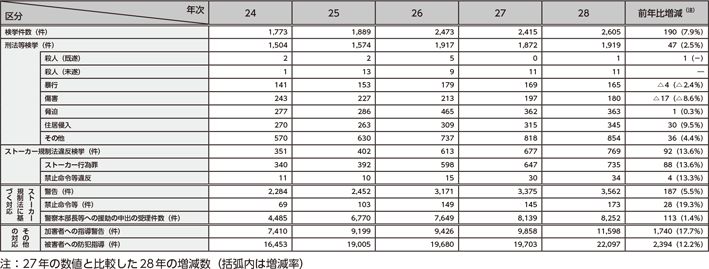 区分 年次 24 25 26 27 28 前年比増減(注)
検挙件数（件） 1,773 1,889 2,473 2,415 2,605 190 (7.9%)
刑法等検挙（件） 1,504 1,574 1,917 1,872 1,919 47 (2.5%)
殺人（既遂） 2 2 5 0 1 1 (−)
殺人（未遂） 1 13 9 11 11 —
暴行 141 153 179 169 165 △4 (△2.4%)
傷害 243 227 213 197 180 △17 (△8.6%)
脅迫 277 286 465 362 363 1 (0.3%)
住居侵入 270 263 309 315 345 30 (9.5%)
その他 570 630 737 818 854 36 (4.4%)
ストーカー規制法違反検挙（件） 351 402 613 677 769 92 (13.6%)
ストーカー行為罪 340 392 598 647 735 88 (13.6%)
禁止命令等違反 11 10 15 30 34 4 (13.3%)
ストーカー規制法に基づく対応
警告（件） 2,284 2,452 3,171 3,375 3,562 187 (5.5%)
禁止命令等（件） 69 103 149 145 173 28 (19.3%)
警察本部長等への援助の申出の受理件数（件） 4,485 6,770 7,649 8,139 8,252 113 (1.4%)
その他の対応
加害者への指導警告（件） 7,410 9,199 9,426 9,858 11,598 1,740 (17.7%)
被害者への防犯指導（件） 16,453 19,005 19,680 19,703 22,097 2,394 (12.2%)
注：27年の数値と比較した28年の増減数（括弧内は増減率）